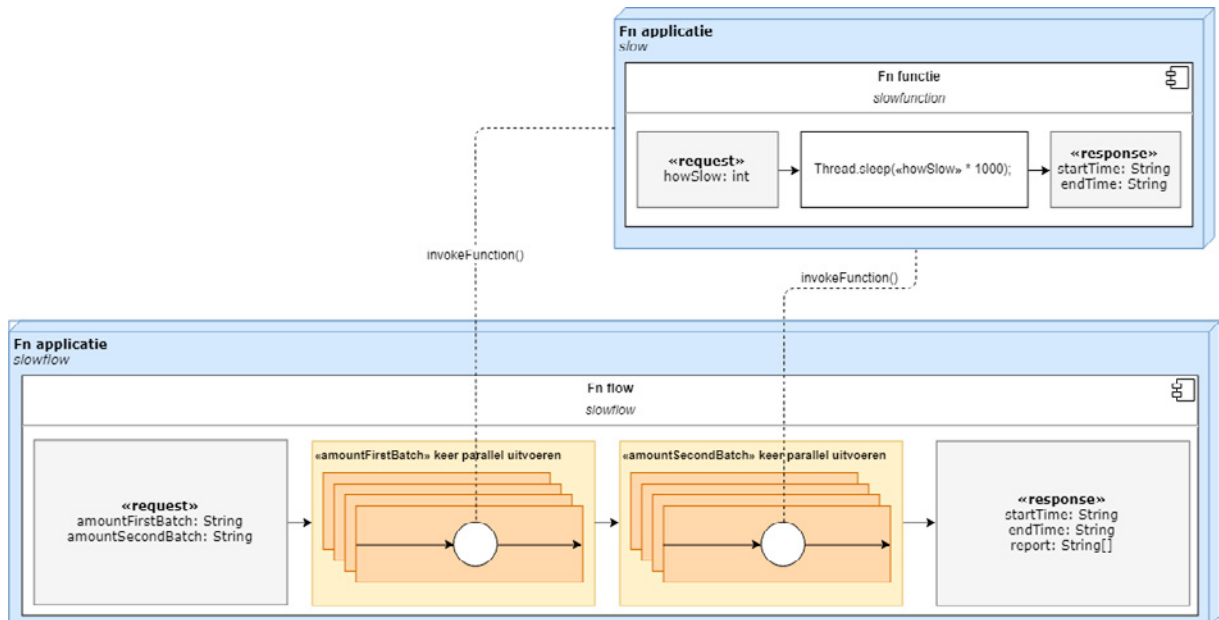 Fn applicatie
slow
Fn functie
slowfunction
«request»
howSlow: int
Thread.sleep(«howSlow» * 1000);
«response»
startTime: String
endTime: String
invokeFunction()
invokeFunction()
Fn applicatie
slowflow
Fn flow
slowflow
«request»
amountFirstBatch: String
amountSecondBatch: String
«amountFirstBatch» keer parallel uitvoeren
«amountSecondBatch» keer parallel uitvoeren
«response»
startTime: String
endTime: String
report: String[]